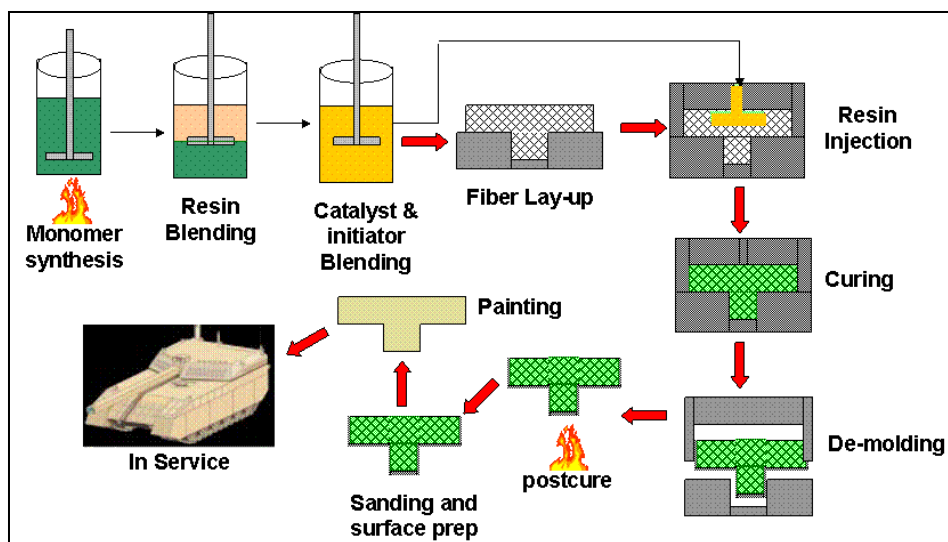 Monomer
synthesis
Resin
Blending
Catalyst &
initiator
Blending
Fiber Lay-up
Resin
Injection
Curing
De-molding
postcure
Sanding and
surface prep
Painting
In Service